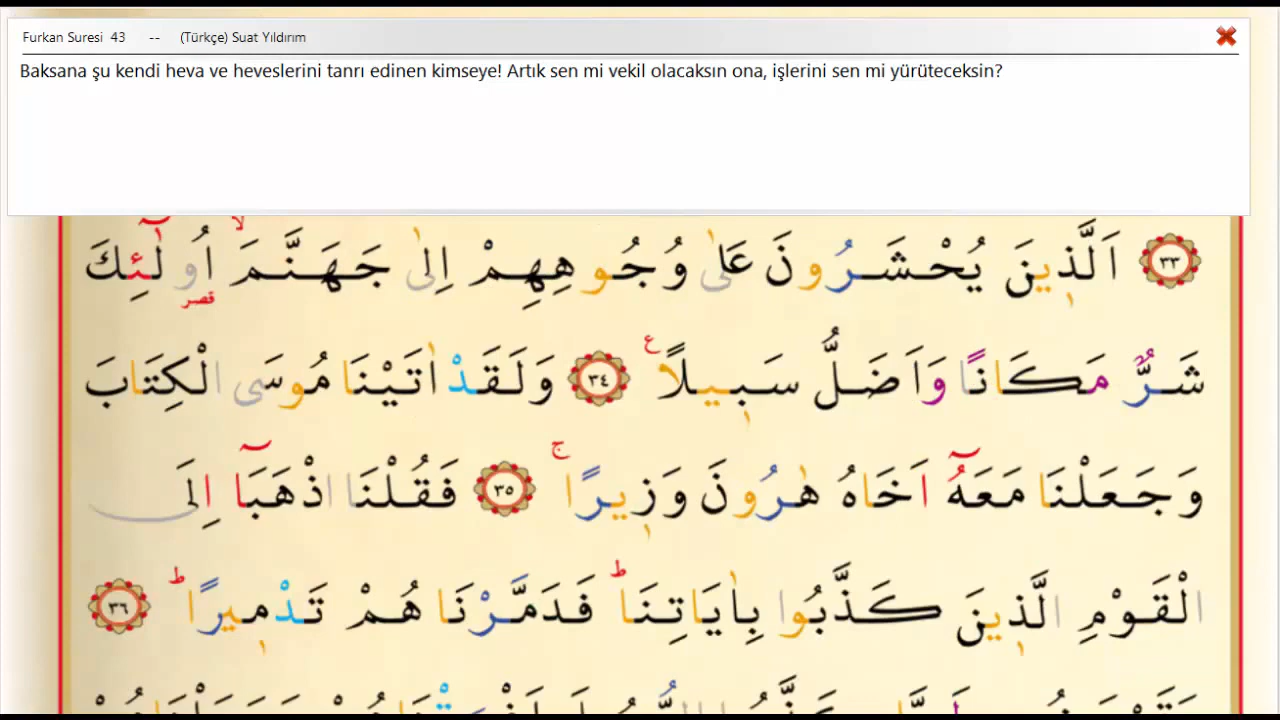 Furkan Suresi 43 -- (Türkçe) Suat Yıldırım
Baksana şu kendi heva ve heveslerini tanrı edinen kimseye! Artık sen mi vekil olacaksın ona, işlerini sen mi yürüteceksin?
٣٣ اَلَّذ۪ينَ يُحْشَرُونَ عَلٰى وُجُوهِهِمْ اِلٰى جَهَنَّمَۙ اُو۬لٰٓئِكَ
قصر
شَرٌّ مَكَانًا وَاَضَلُّ سَب۪يلًاع ٣٤ وَلَقَدْ اٰتَيْنَا مُوسَى الْكِتَابَ
وَجَعَلْنَا مَعَهُٓ اَخَاهُ هٰرُونَ وَز۪يرًاۚ ٣٥ فَقُلْنَا اذْهَبَٓا اِلَى
الْقَوْمِ الَّذ۪ينَ كَذَّبُوا بِاٰيَاتِنَاۜ فَدَمَّرْنَاهُمْ تَدْم۪يرًاۜ ٣٦